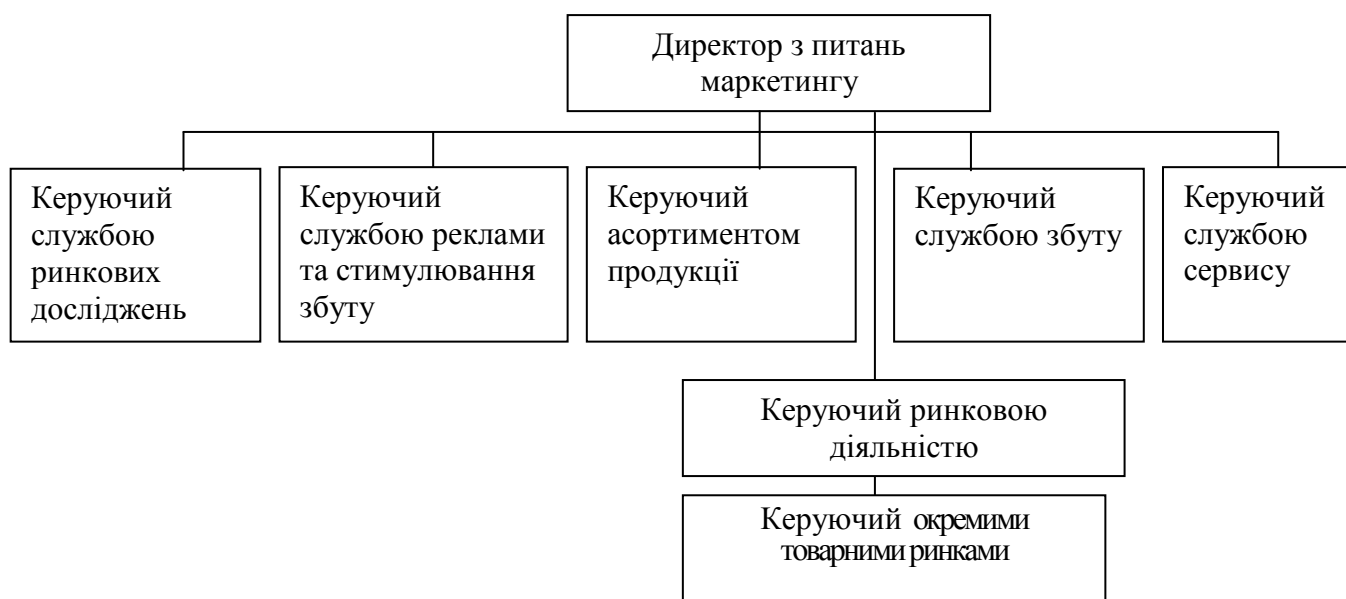 Директор з питань
маркетингу
Керуючий
службою
ринкових
досліджень
Керуючий
службою реклами
та стимулювання
збуту
Керуючий
асортиментом
продукції
Керуючий
службою збуту
Керуючий
службою
сервису
Керуючий ринковою
діяльністю
Керуючий окремими
товарними ринками